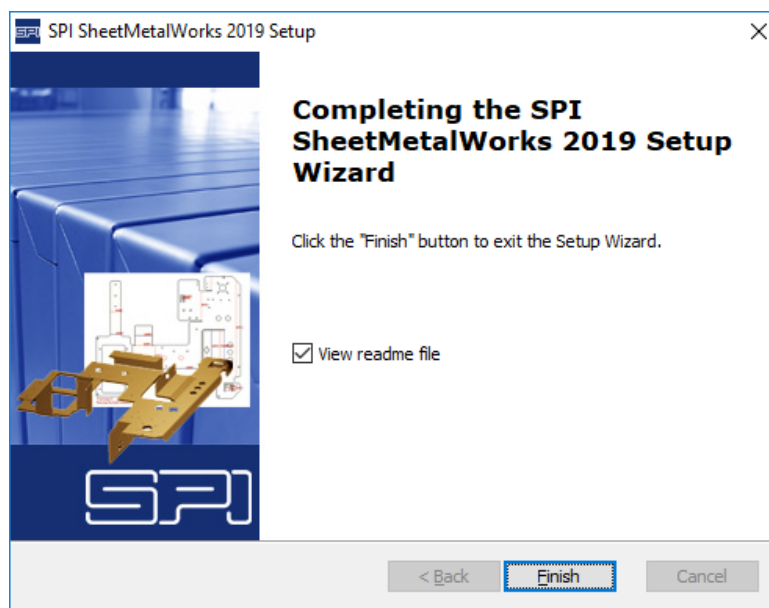 SPI SPI SheetMetalWorks 2019 Setup
Completing the SPI
SheetMetalWorks 2019 Setup
Wizard
Click the "Finish" button to exit the Setup Wizard.
View readme file
SPI
< Back Finish Cancel